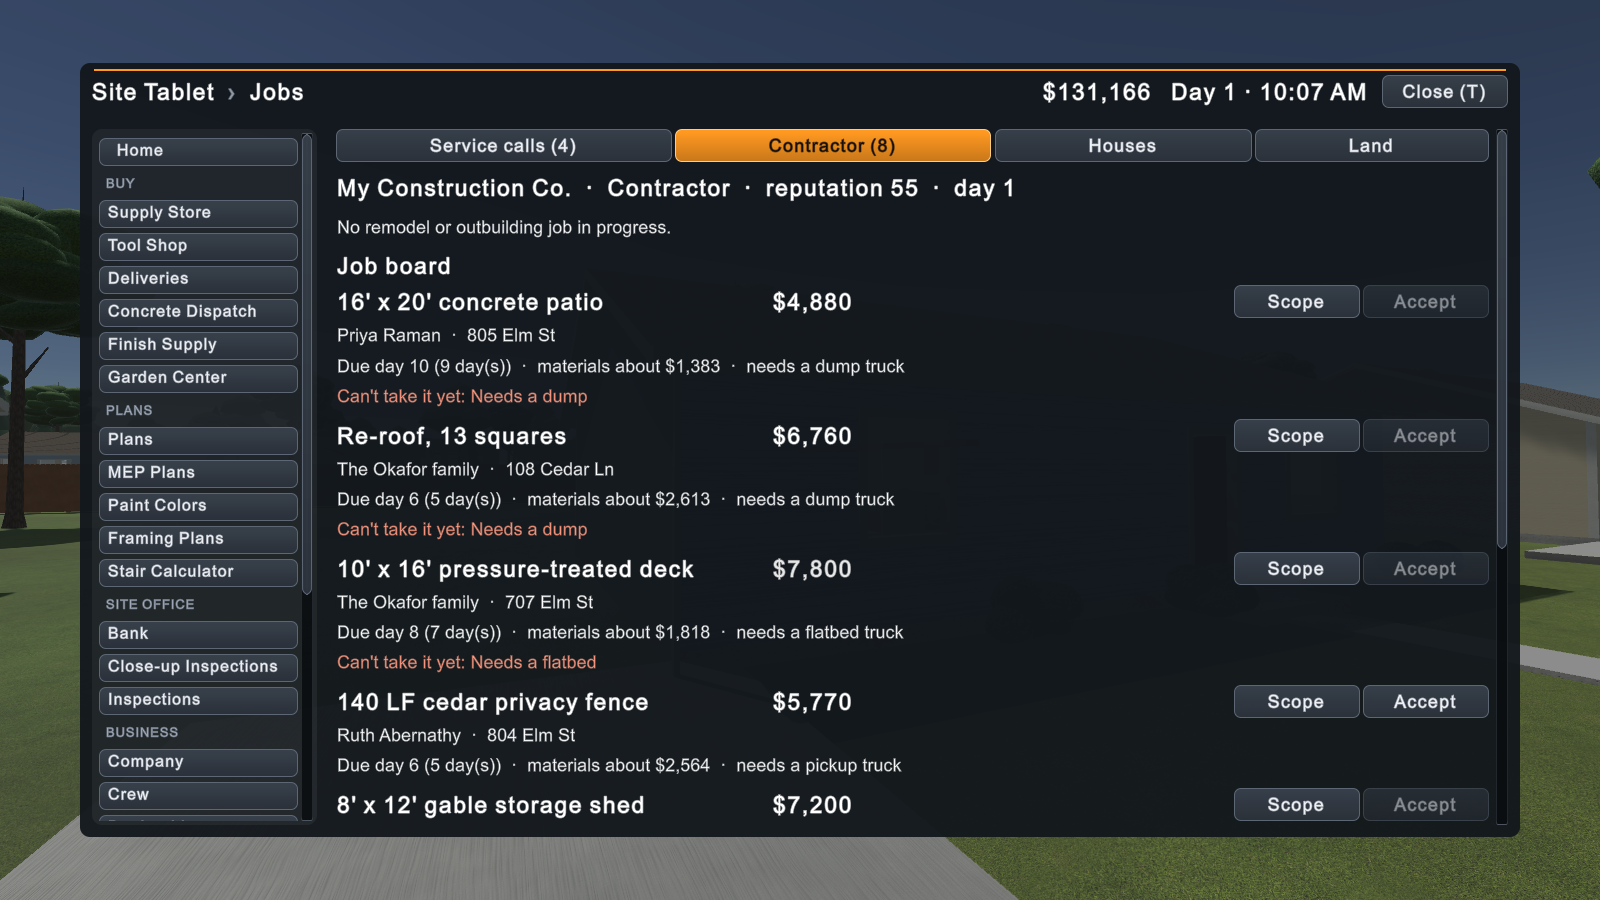 Site Tablet › Jobs
$131,166 Day 1 · 10:07 AM Close (T)
Home
BUY
Supply Store
Tool Shop
Deliveries
Concrete Dispatch
Finish Supply
Garden Center
PLANS
Plans
MEP Plans
Paint Colors
Framing Plans
Stair Calculator
SITE OFFICE
Bank
Close-up Inspections
Inspections
BUSINESS
Company
Crew
Service calls (4) Contractor (8) Houses Land
My Construction Co. · Contractor · reputation 55 · day 1
No remodel or outbuilding job in progress.
Job board
16' x 20' concrete patio $4,880 Scope Accept
Priya Raman · 805 Elm St
Due day 10 (9 day(s)) · materials about $1,383 · needs a dump truck
Can't take it yet: Needs a dump
Re-roof, 13 squares $6,760 Scope Accept
The Okafor family · 108 Cedar Ln
Due day 6 (5 day(s)) · materials about $2,613 · needs a dump truck
Can't take it yet: Needs a dump
10' x 16' pressure-treated deck $7,800 Scope Accept
The Okafor family · 707 Elm St
Due day 8 (7 day(s)) · materials about $1,818 · needs a flatbed truck
Can't take it yet: Needs a flatbed
140 LF cedar privacy fence $5,770 Scope Accept
Ruth Abernathy · 804 Elm St
Due day 6 (5 day(s)) · materials about $2,564 · needs a pickup truck
8' x 12' gable storage shed $7,200 Scope Accept